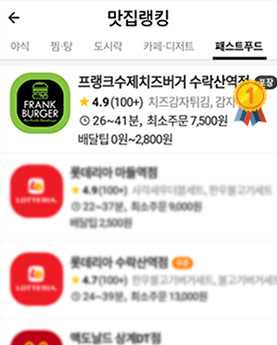 맛집랭킹
야식 찜·탕 도시락 카페·디저트 패스트푸드
FRANK BURGER
프랭크수제치즈버거 수락산역점 포장
4.9(100+) 치즈감자튀김, 감자
26~41분, 최소주문 7,500원
배달팁 0원~2,800원
1
롯데리아 마들역점
4.9(100+)
22~37분, 최소주문 9,000원
배달팁 2,500원
LOTTERIA
롯데리아 수락산역점 쿠폰
4.7(100+)
24~39분, 최소주문 13,000원
LOTTERIA
맥도날드 상계DT점